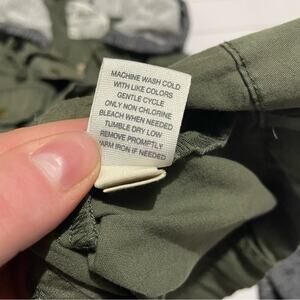 MACHINE WASH COLD
WITH LIKE COLORS
GENTLE CYCLE
ONLY NON CHLORINE
BLEACH WHEN NEEDED
TUMBLE DRY LOW
REMOVE PROMPTLY
ARM IRON IF NEEDED